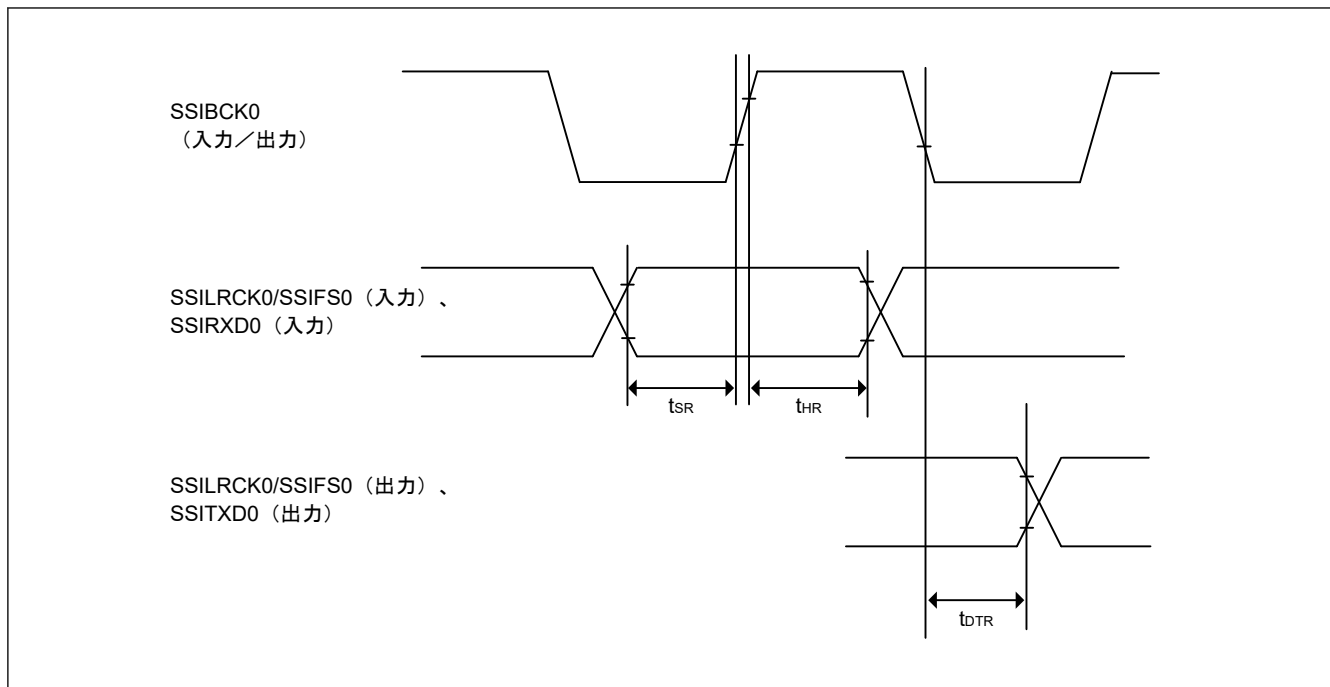 SSIBCK0
（入力／出力）
SSILRCK0/SSIFS0（入力）、
SSIRXD0（入力）
tSR
tHR
SSILRCK0/SSIFS0（出力）、
SSITXD0（出力）
tDTR